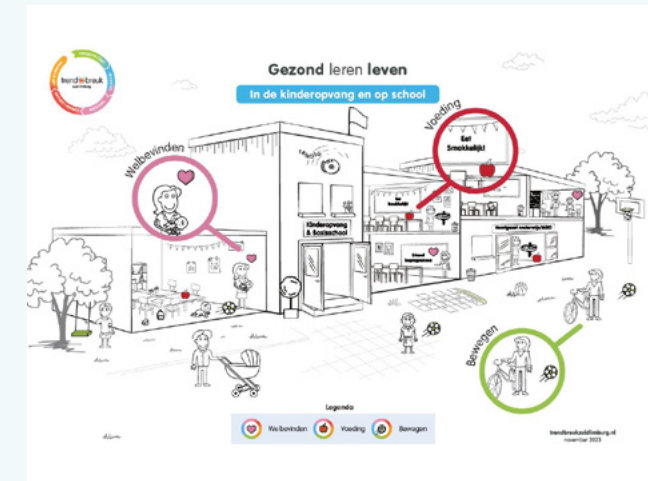 trendbreuk
Gezond leren leven
In de kinderopvang en op school
Welbevinden
Voeding
Eet
Smakkelijk!
Kinderopvang
& Basisschool
Bewegen
Legenda
Welbevinden
Voeding
Bewegen
trendbreukzuidlimburg.nl
november 2023